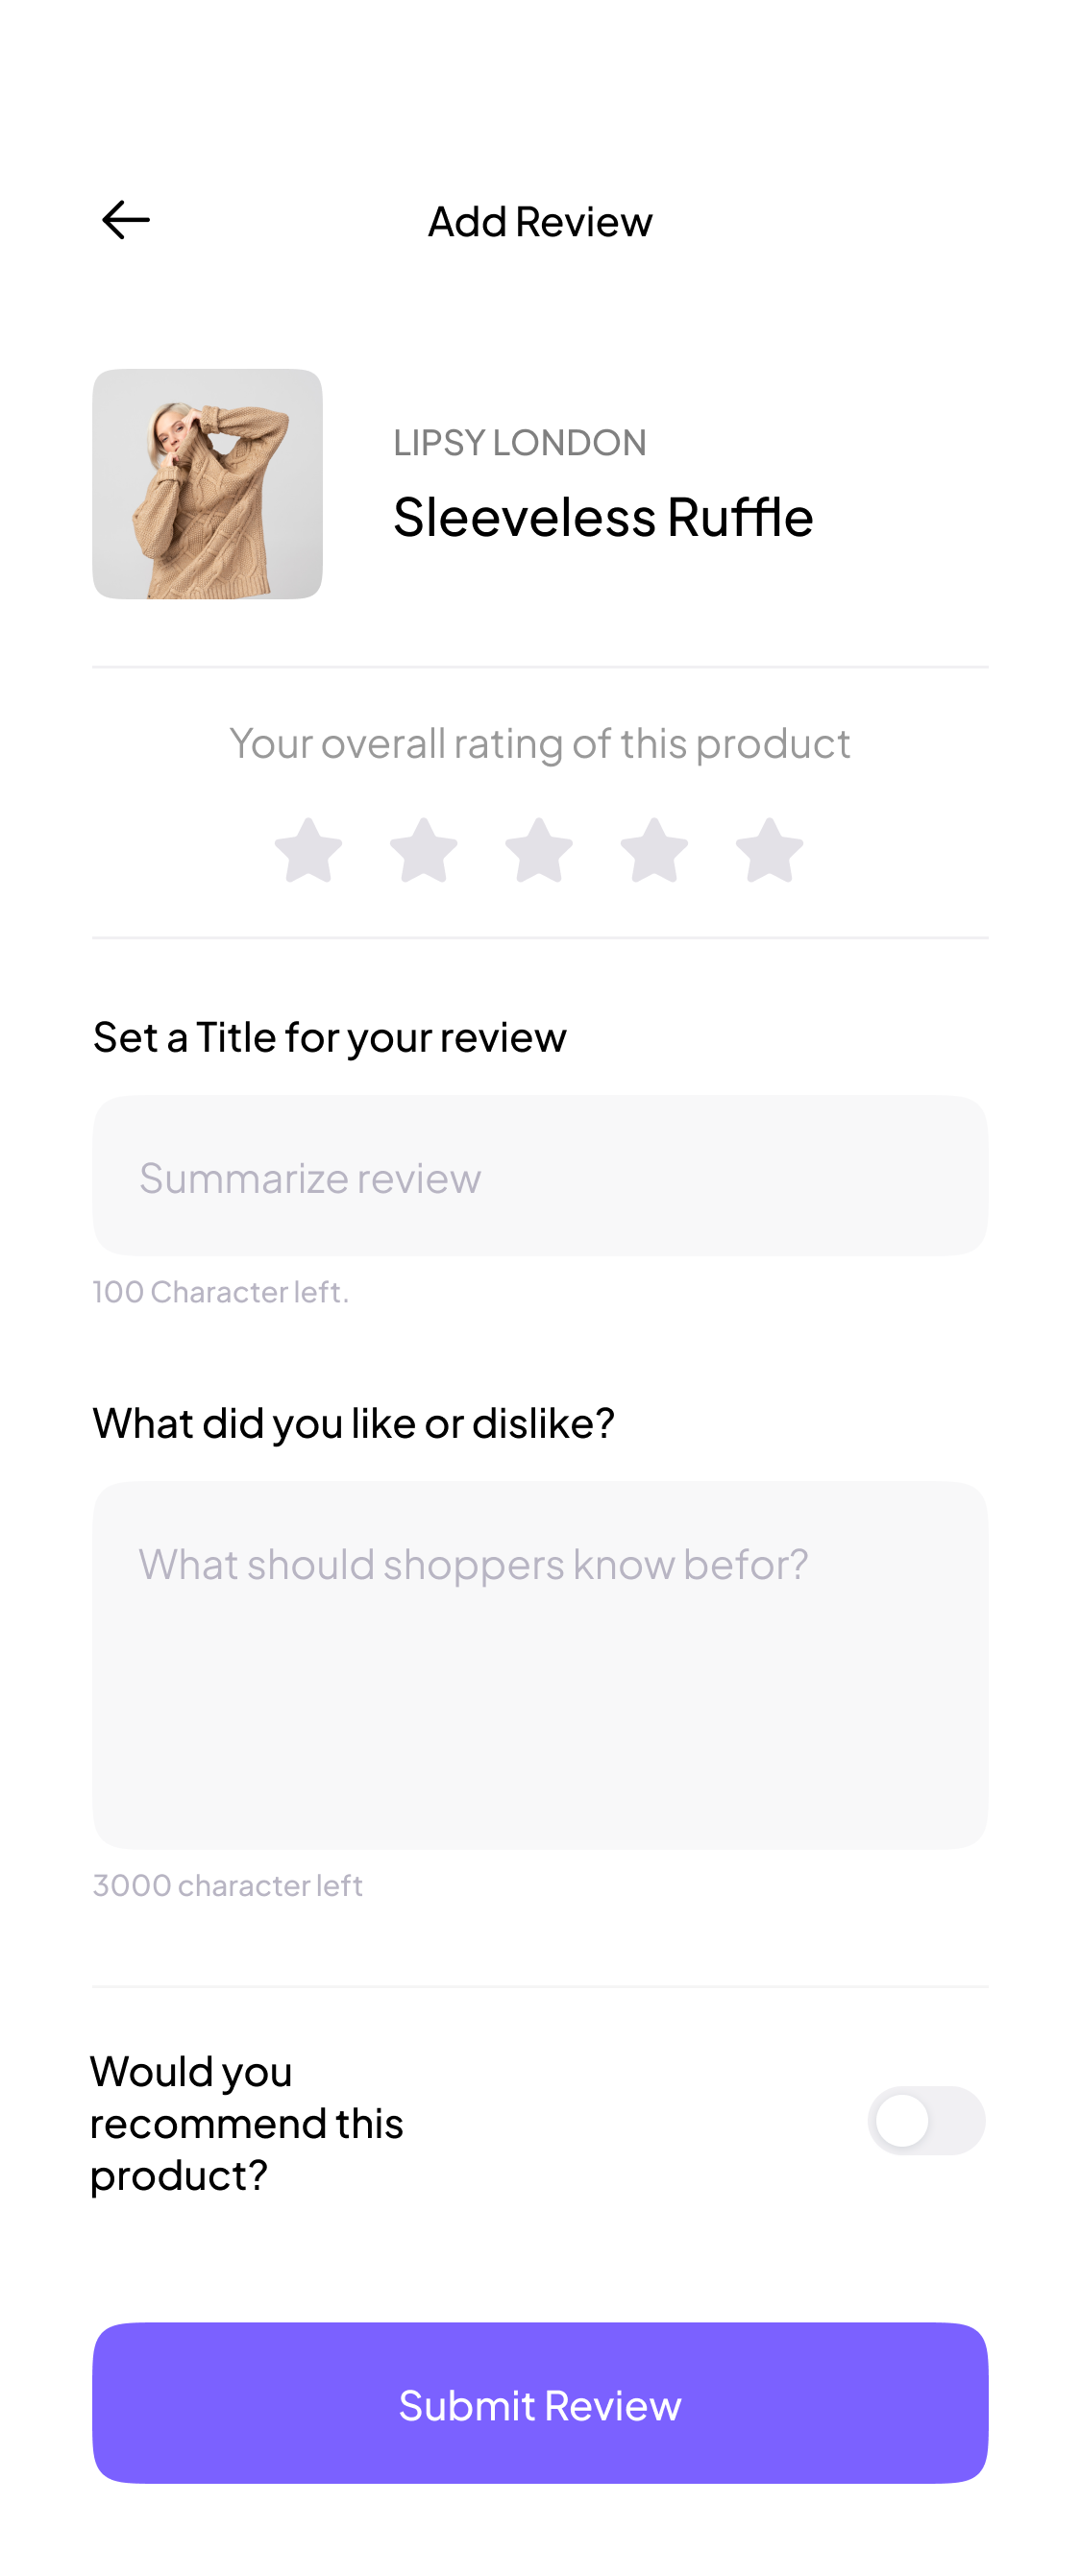 Add Review
LIPSY LONDON
Sleeveless Ruffle
Your overall rating of this product
Set a Title for your review
Summarize review
100 Character left.
What did you like or dislike?
What should shoppers know befor?
3000 character left
Would you
recommend this
product?
Submit Review